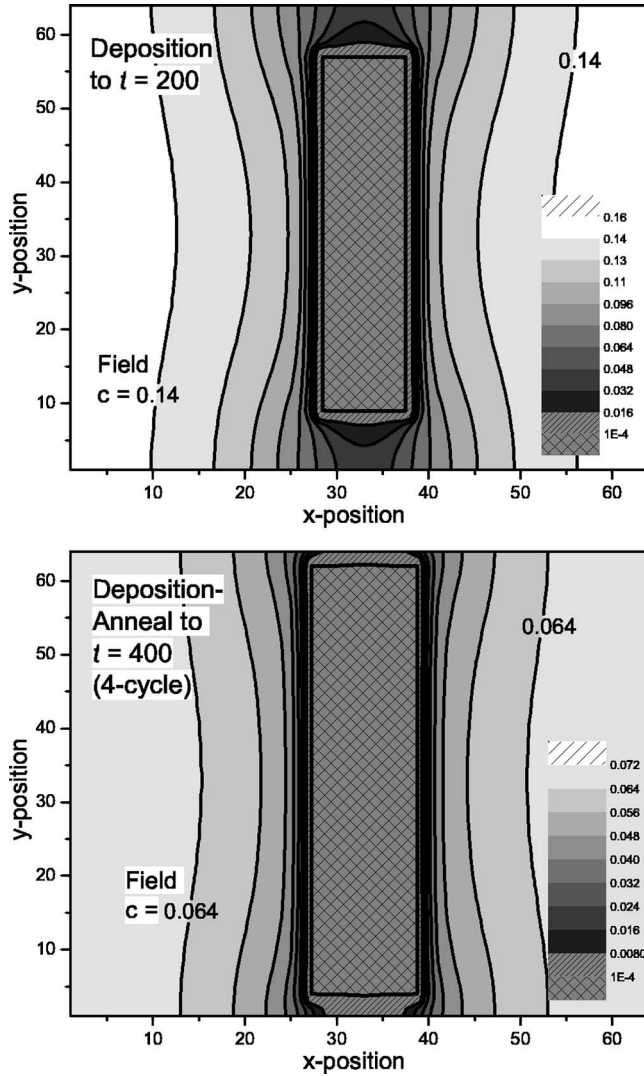 60
50
40
30
20
10
y-position
Deposition
to t = 200
0.14
Field
c = 0.14
0.16
0.14
0.13
0.11
0.096
0.080
0.064
0.048
0.032
0.016
1E-4
10 20 30 40 50 60
x-position
60
50
40
30
20
10
y-position
Deposition-
Anneal to
t = 400
(4-cycle)
0.064
Field
c = 0.064
0.072
0.064
0.056
0.048
0.040
0.032
0.024
0.016
0.0080
1E-4
10 20 30 40 50 60
x-position